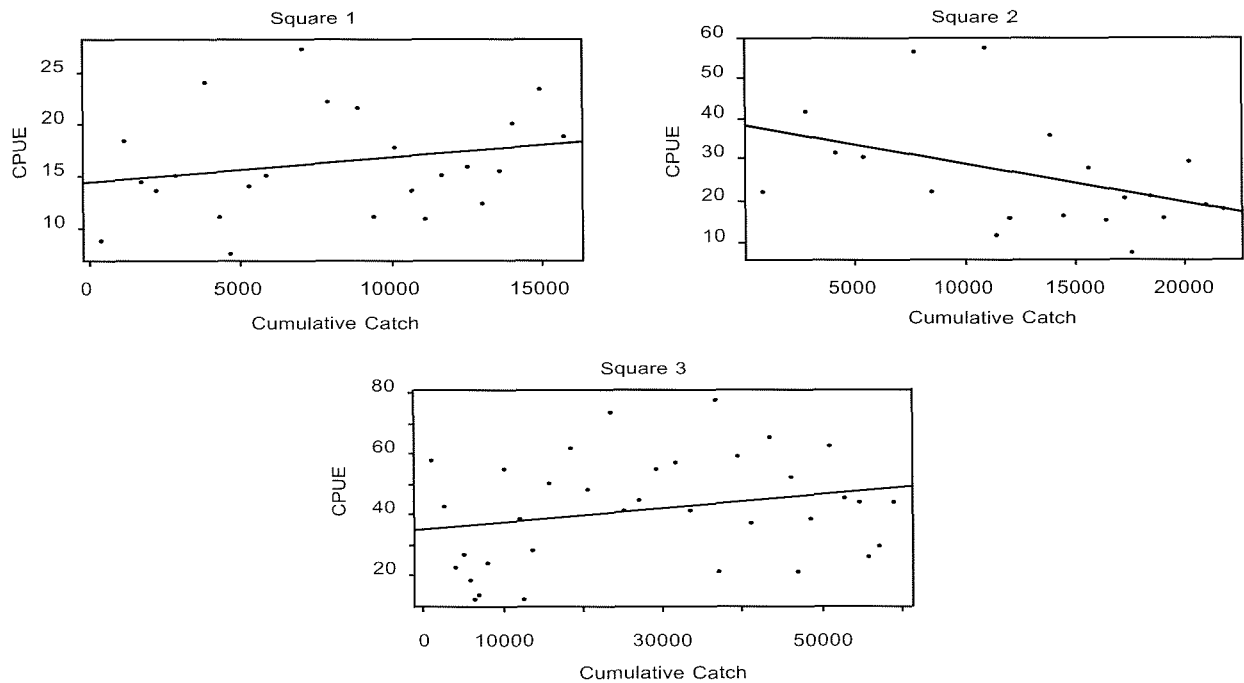 Square 1
CPUE
25
20
15
10
0 5000 10000 15000
Cumulative Catch
Square 2
CPUE
60
50
40
30
20
10
5000 10000 15000 20000
Cumulative Catch
Square 3
CPUE
80
60
40
20
0 10000 30000 50000
Cumulative Catch